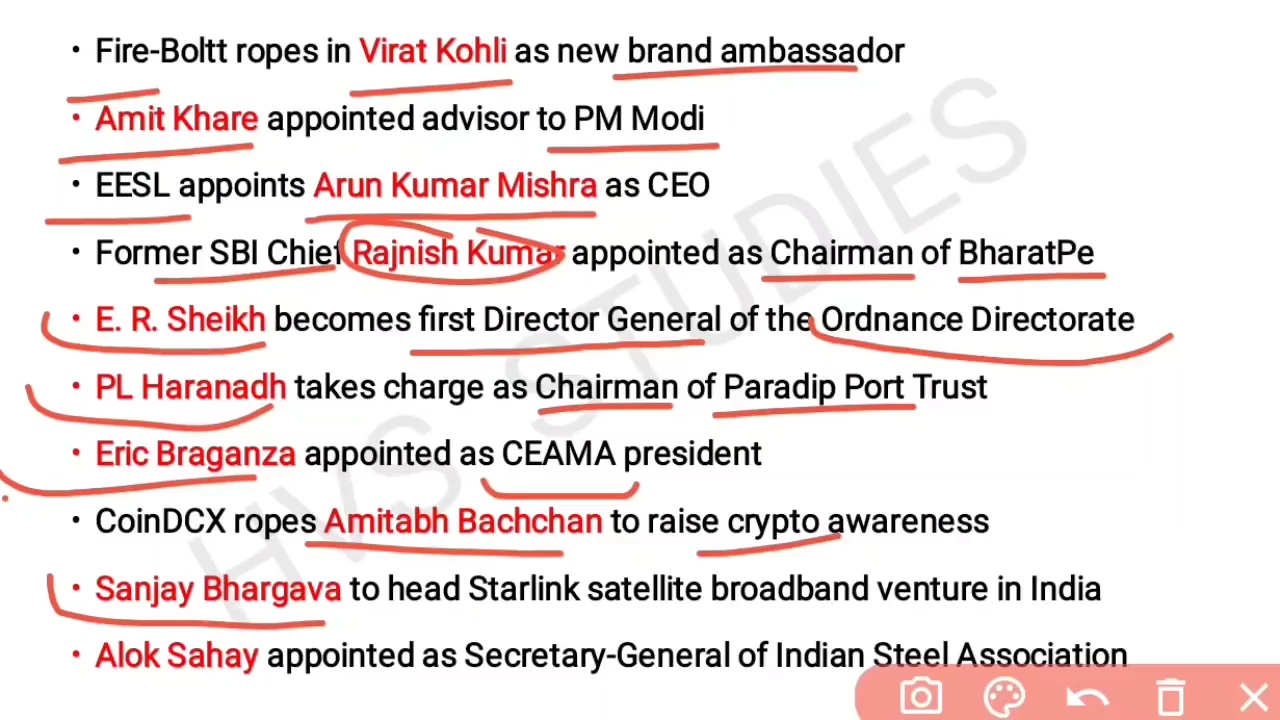 • Fire-Boltt ropes in Virat Kohli as new brand ambassador
• Amit Khare appointed advisor to PM Modi
• EESL appoints Arun Kumar Mishra as CEO
• Former SBI Chief Rajnish Kumar appointed as Chairman of BharatPe
• E. R. Sheikh becomes first Director General of the Ordnance Directorate
• PL Haranadh takes charge as Chairman of Paradip Port Trust
• Eric Braganza appointed as CEAMA president
• CoinDCX ropes Amitabh Bachchan to raise crypto awareness
• Sanjay Bhargava to head Starlink satellite broadband venture in India
• Alok Sahay appointed as Secretary-General of Indian Steel Association
HVS STUDIES